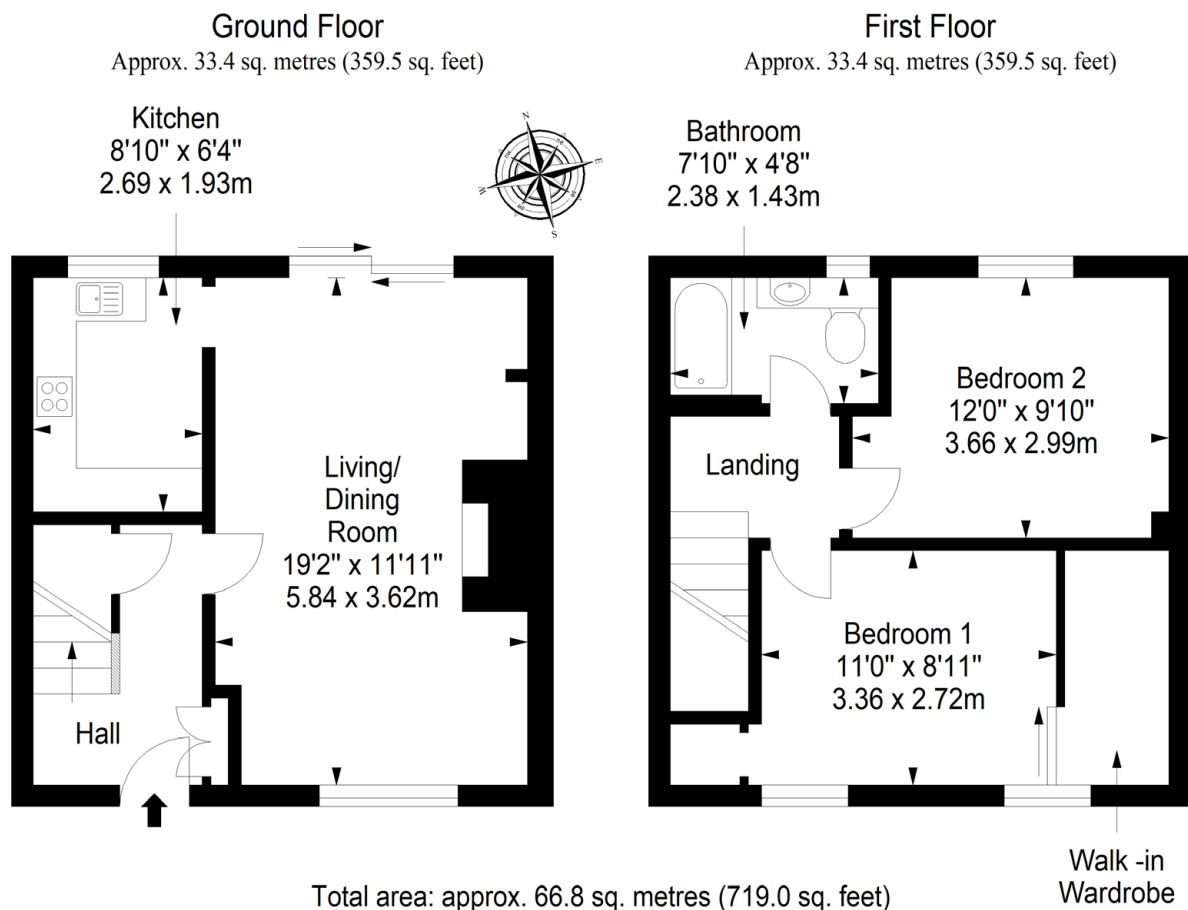 Ground Floor
Approx. 33.4 sq. metres (359.5 sq. feet)
First Floor
Approx. 33.4 sq. metres (359.5 sq. feet)
Kitchen
8'10" x 6'4"
2.69 x 1.93m
N
E
S
W
Bathroom
7'10" x 4'8"
2.38 x 1.43m
Living/
Dining
Room
19'2" x 11'11"
5.84 x 3.62m
Hall
Landing
Bedroom 2
12'0" x 9'10"
3.66 x 2.99m
Bedroom 1
11'0" x 8'11"
3.36 x 2.72m
Walk -in
Wardrobe
Total area: approx. 66.8 sq. metres (719.0 sq. feet)